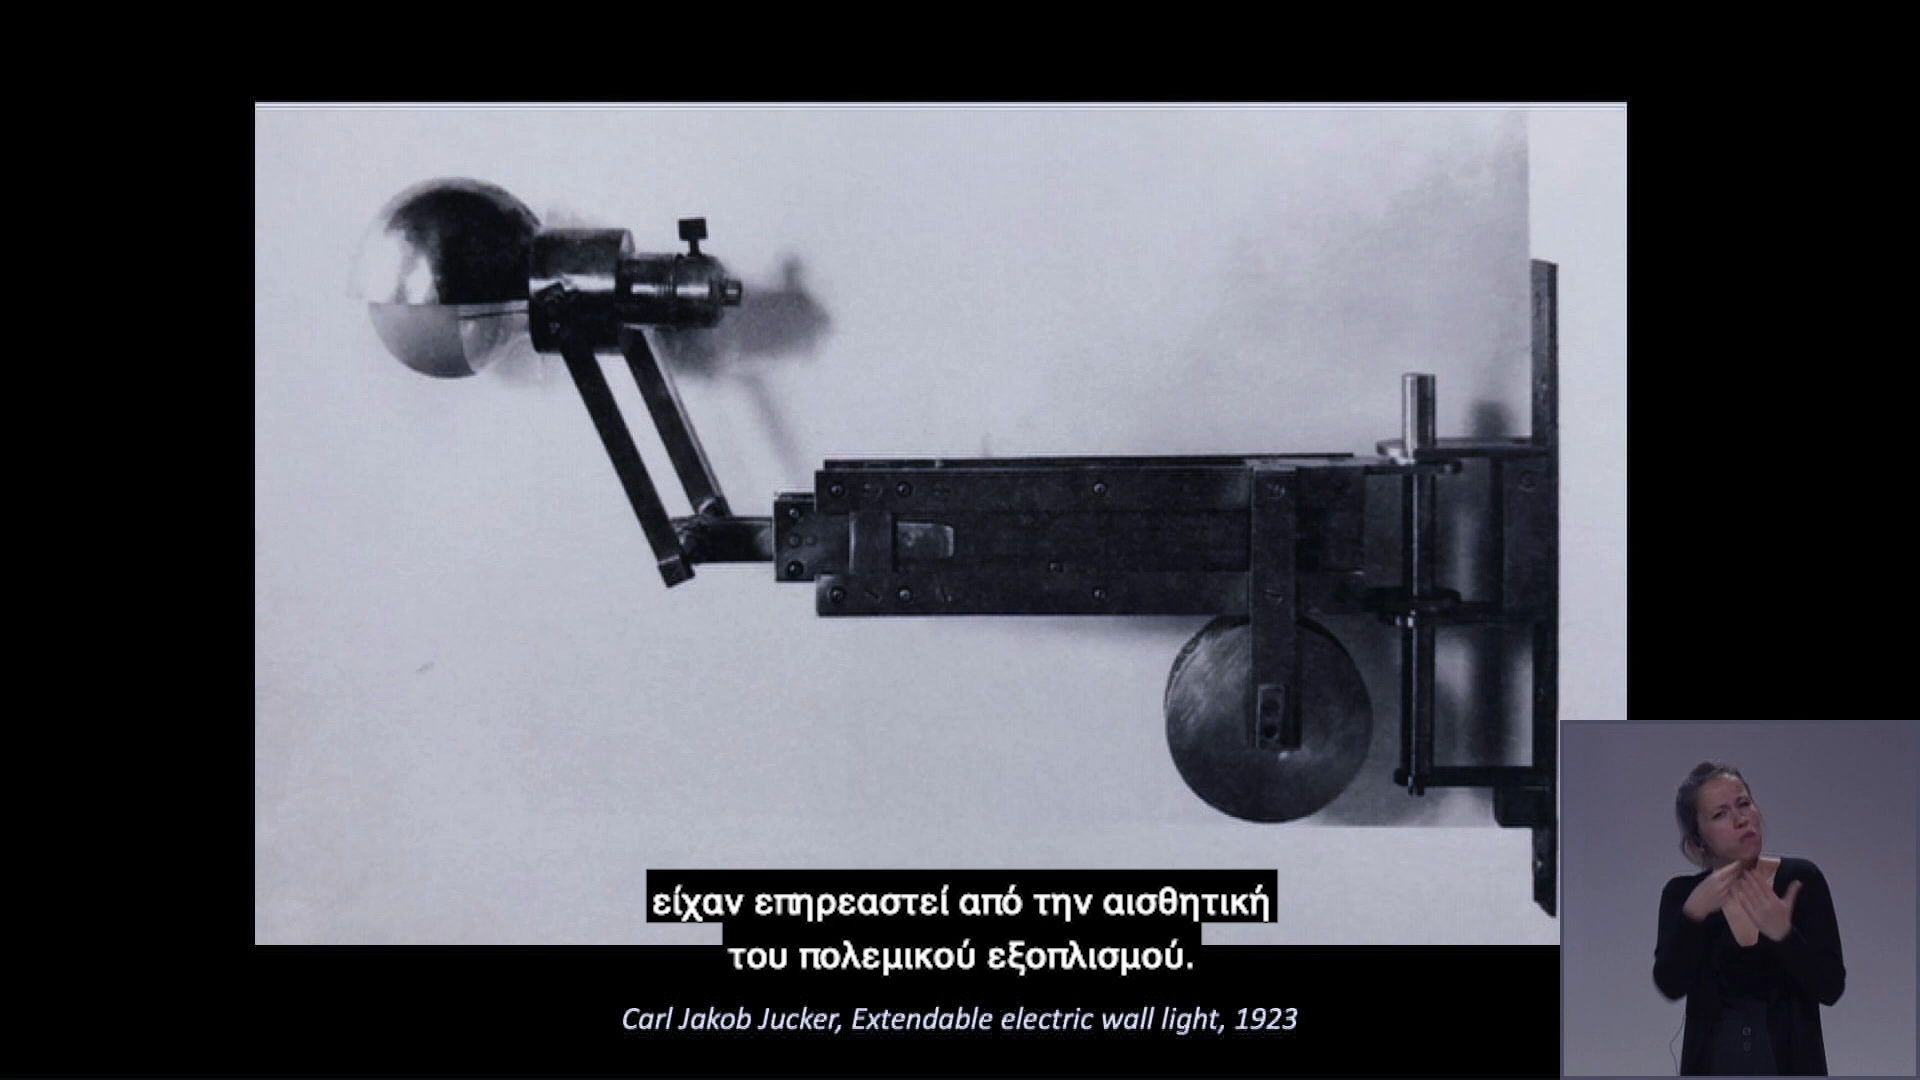 είχαν επηρεαστεί από την αισθητική
του πολεμικού εξοπλισμού.
Carl Jakob Jucker, Extendable electric wall light, 1923